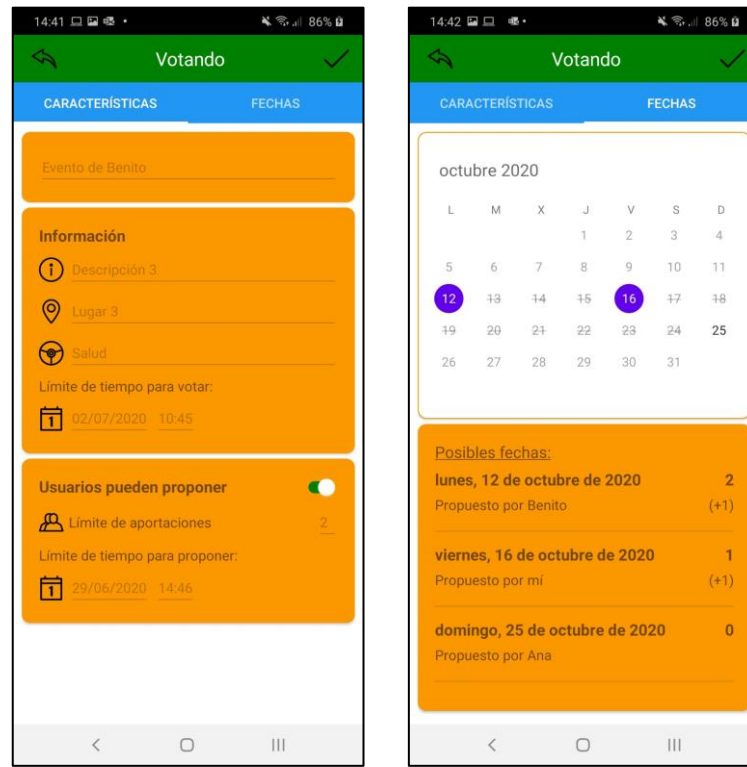 14:41
86%
Votando
CARACTERÍSTICAS FECHAS
Evento de Benito
Información
Descripción 3
Lugar 3
Salud
Límite de tiempo para votar:
1 02/07/2020 10:45
Usuarios pueden proponer
Límite de aportaciones 2
Límite de tiempo para proponer:
1 29/06/2020 14:46
14:42
86%
Votando
CARACTERÍSTICAS FECHAS
octubre 2020
L M X J V S D
1 2 3 4
5 6 7 8 9 10 11
12 13 14 15 16 17 18
19 20 21 22 23 24 25
26 27 28 29 30 31
Posibles fechas:
lunes, 12 de octubre de 2020 2
Propuesto por Benito (+1)
viernes, 16 de octubre de 2020 1
Propuesto por mí (+1)
domingo, 25 de octubre de 2020 0
Propuesto por Ana